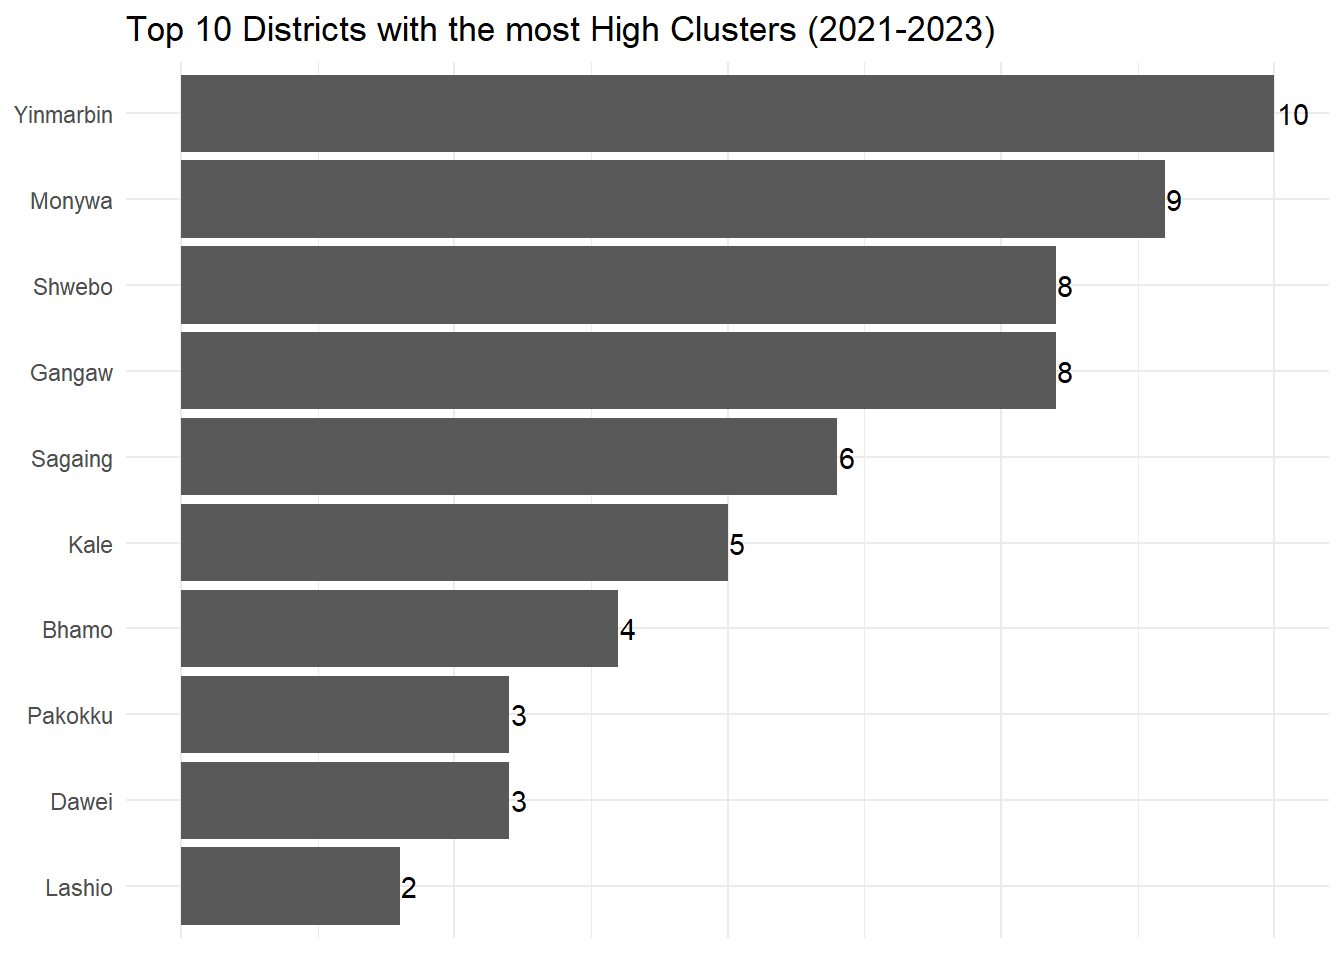 Top 10 Districts with the most High Clusters (2021-2023)
Yinmarbin 10
Monywa 9
Shwebo 8
Gangaw 8
Sagaing 6
Kale 5
Bhamo 4
Pakokku 3
Dawei 3
Lashio 2